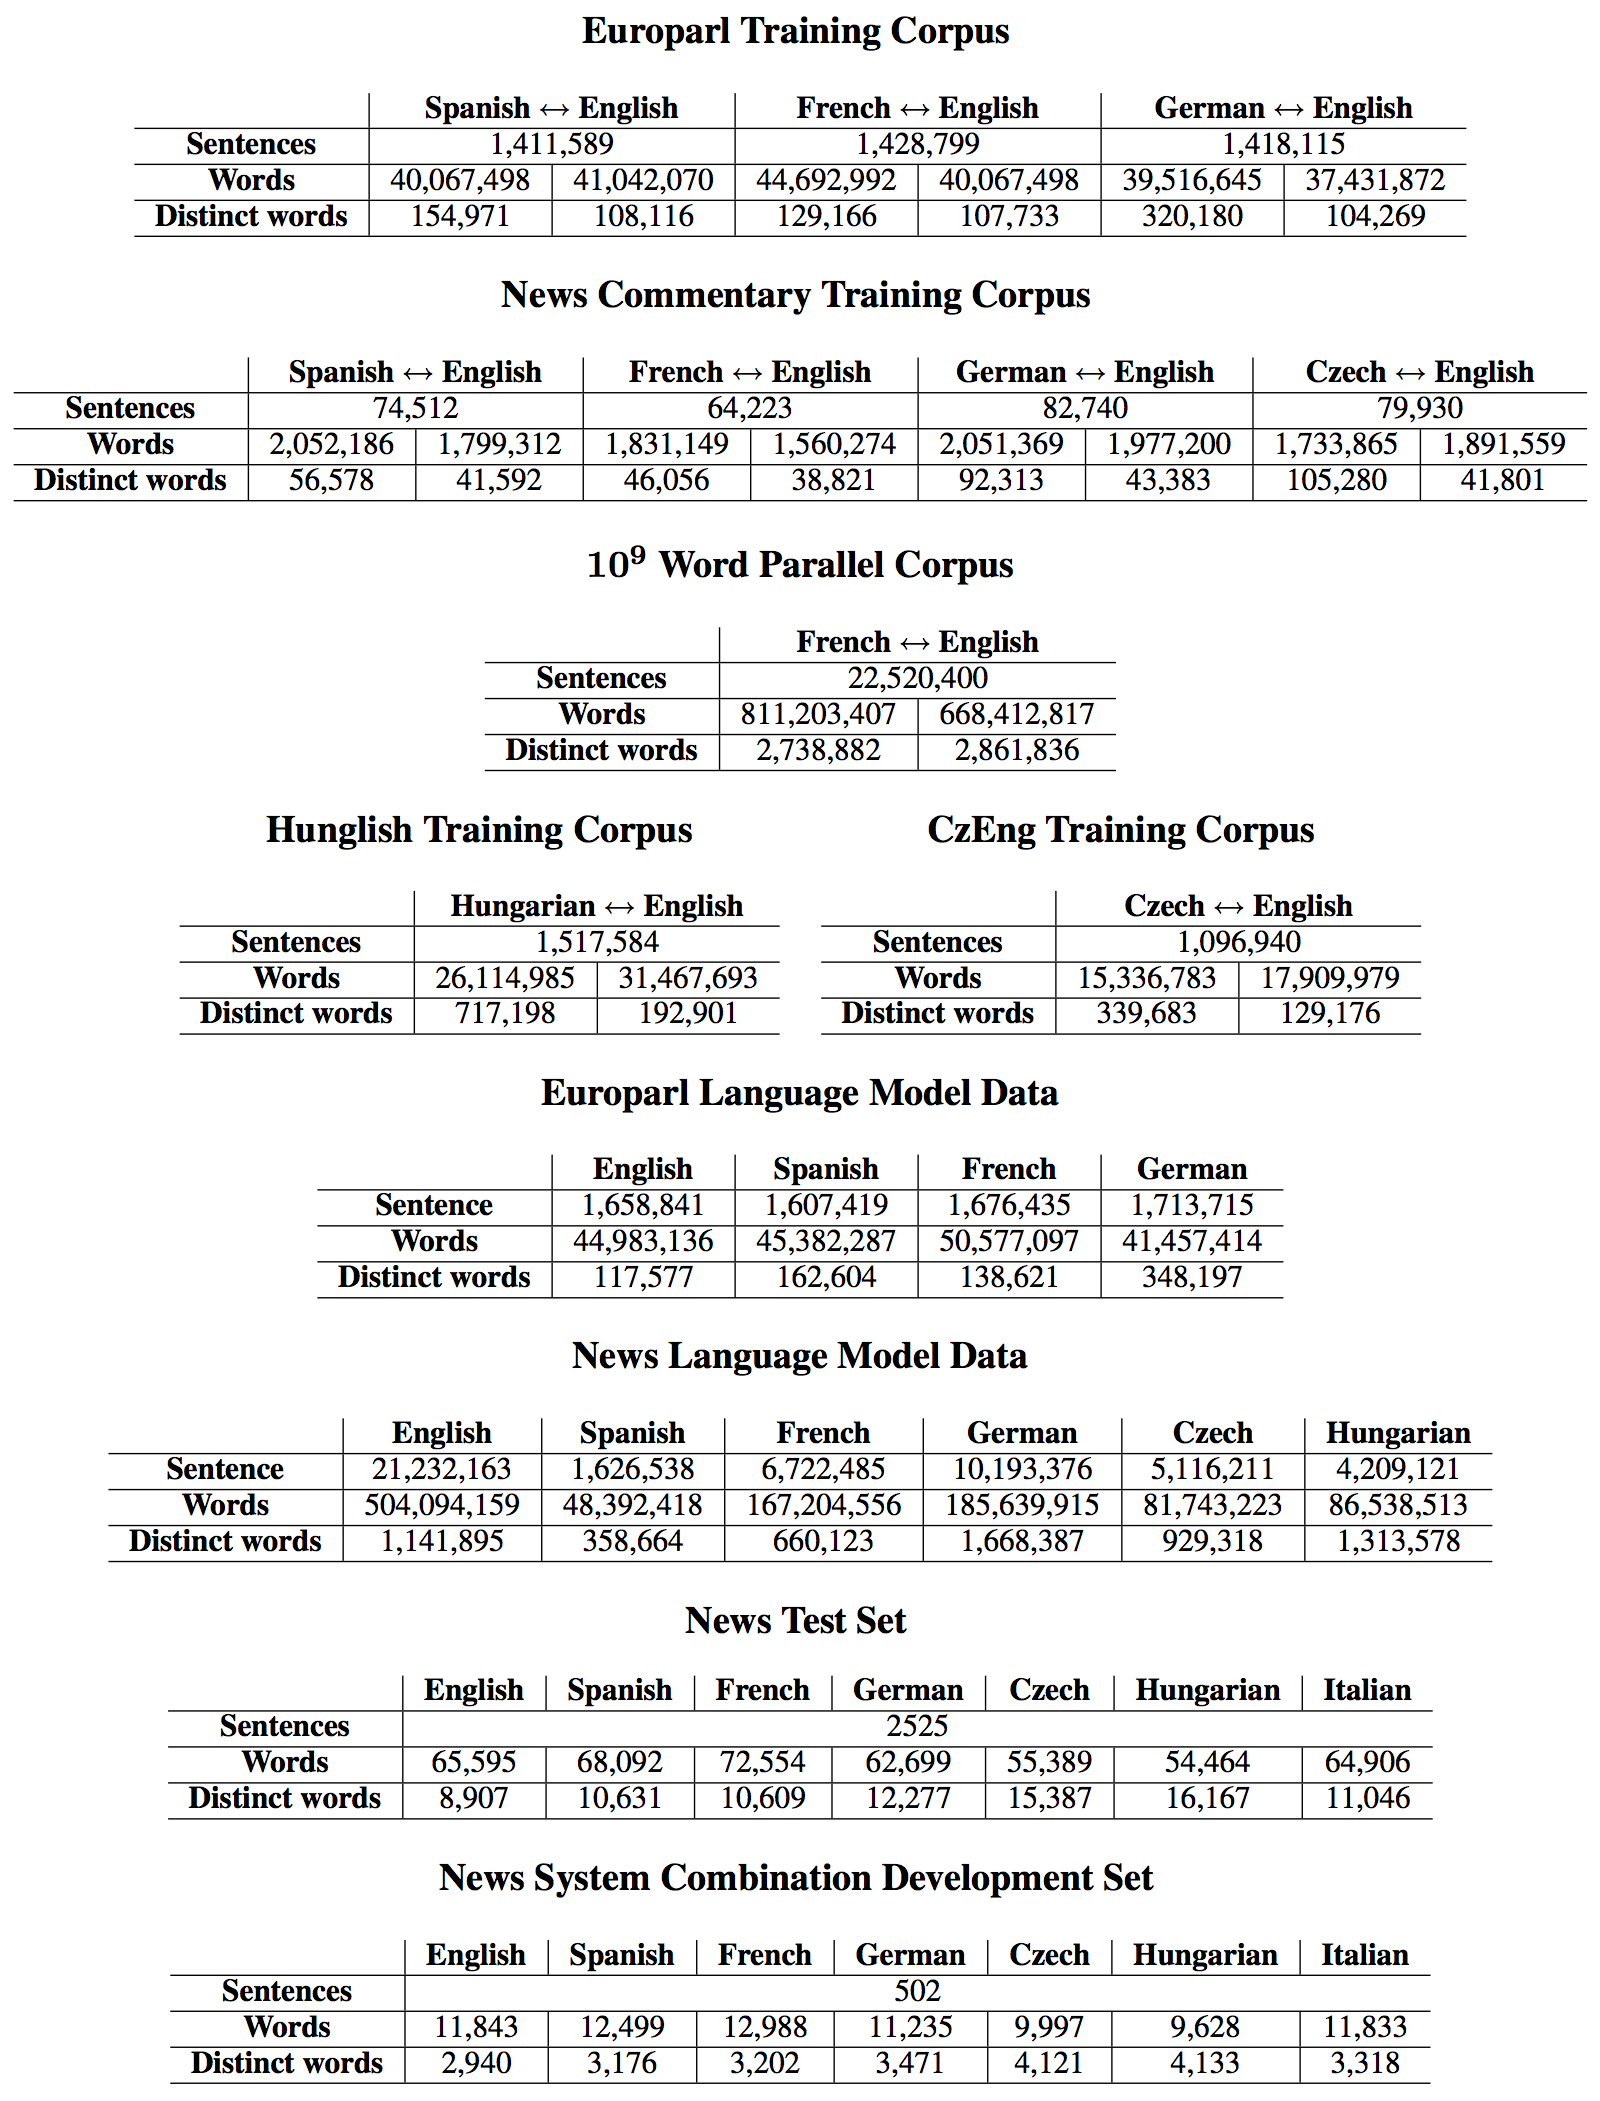 Europarl Training Corpus
Spanish ↔ English French ↔ English German ↔ English
Sentences 1,411,589 1,428,799 1,418,115
Words 40,067,498 41,042,070 44,692,992 40,067,498 39,516,645 37,431,872
Distinct words 154,971 108,116 129,166 107,733 320,180 104,269
News Commentary Training Corpus
Spanish ↔ English French ↔ English German ↔ English Czech ↔ English
Sentences 74,512 64,223 82,740 79,930
Words 2,052,186 1,799,312 1,831,149 1,560,274 2,051,369 1,977,200 1,733,865 1,891,559
Distinct words 56,578 41,592 46,056 38,821 92,313 43,383 105,280 41,801
10⁹ Word Parallel Corpus
French ↔ English
Sentences 22,520,400
Words 811,203,407 668,412,817
Distinct words 2,738,882 2,861,836
Hunglish Training Corpus
Hungarian ↔ English
Sentences 1,517,584
Words 26,114,985 31,467,693
Distinct words 717,198 192,901
CzEng Training Corpus
Czech ↔ English
Sentences 1,096,940
Words 15,336,783 17,909,979
Distinct words 339,683 129,176
Europarl Language Model Data
English Spanish French German
Sentence 1,658,841 1,607,419 1,676,435 1,713,715
Words 44,983,136 45,382,287 50,577,097 41,457,414
Distinct words 117,577 162,604 138,621 348,197
News Language Model Data
English Spanish French German Czech Hungarian
Sentence 21,232,163 1,626,538 6,722,485 10,193,376 5,116,211 4,209,121
Words 504,094,159 48,392,418 167,204,556 185,639,915 81,743,223 86,538,513
Distinct words 1,141,895 358,664 660,123 1,668,387 929,318 1,313,578
News Test Set
English Spanish French German Czech Hungarian Italian
Sentences 2525
Words 65,595 68,092 72,554 62,699 55,389 54,464 64,906
Distinct words 8,907 10,631 10,609 12,277 15,387 16,167 11,046
News System Combination Development Set
English Spanish French German Czech Hungarian Italian
Sentences 502
Words 11,843 12,499 12,988 11,235 9,997 9,628 11,833
Distinct words 2,940 3,176 3,202 3,471 4,121 4,133 3,318